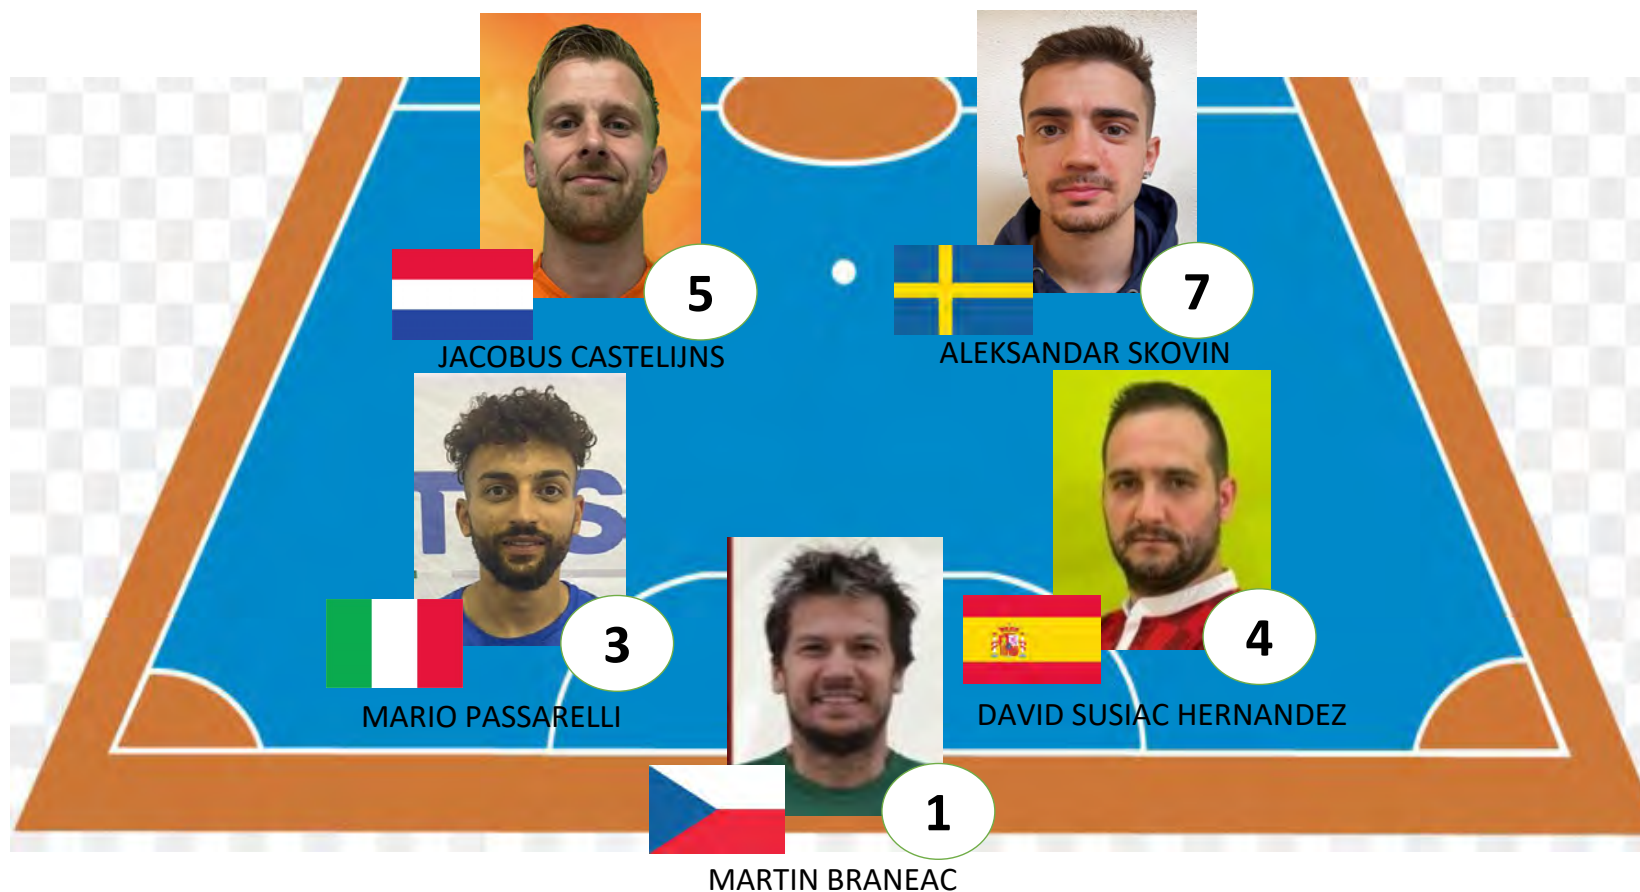 5
7
JACOBUS CASTELIJNS
ALEKSANDAR SKOVIN
T S
3
4
MARIO PASSARELLI
DAVID SUSIAC HERNANDEZ
1
MARTIN BRANEAC